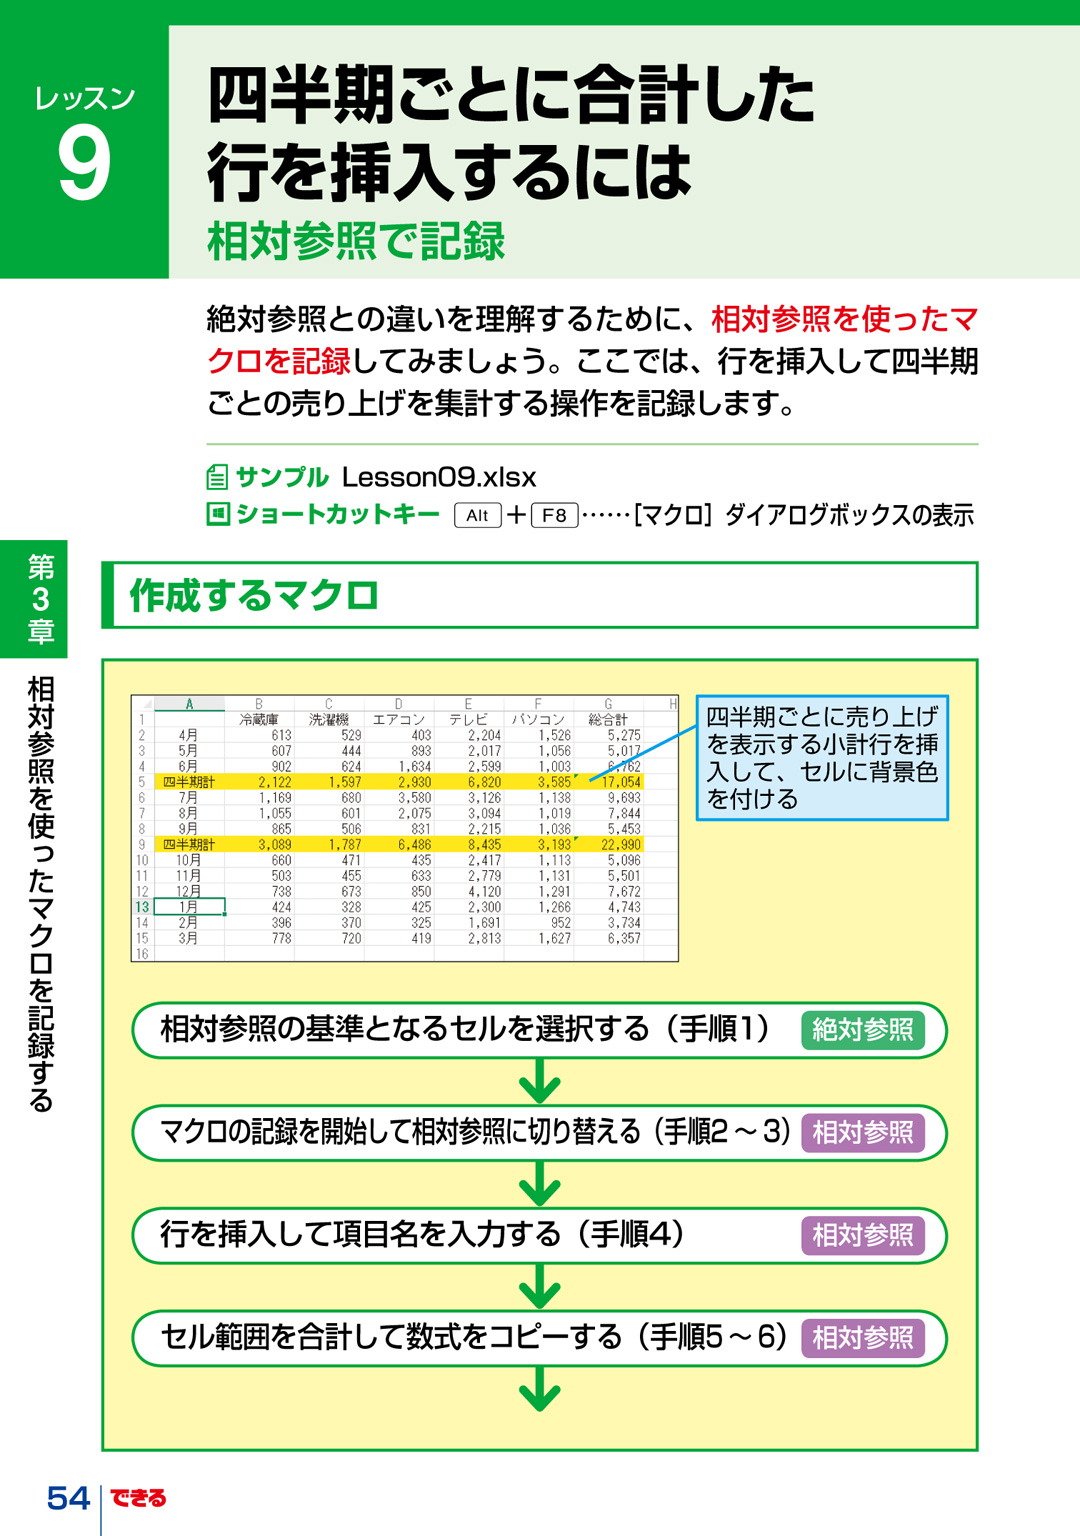 レッスン
9
四半期ごとに合計した
行を挿入するには
相対参照で記録
絶対参照との違いを理解するために、相対参照を使ったマ
クロを記録してみましょう。ここでは、行を挿入して四半期
ごとの売り上げを集計する操作を記録します。
サンプル Lesson09.xlsx
ショートカットキー Alt + F8 ……[マクロ]ダイアログボックスの表示
第3章
相対参照を使ったマクロを記録する
作成するマクロ
A B C D E F G H
1 冷蔵庫 洗濯機 エアコン テレビ パソコン 総合計
2 4月 613 529 403 2,204 1,526 5,275
3 5月 607 444 893 2,017 1,056 5,017
4 6月 902 624 1,634 2,599 1,003 6,762
5 四半期計 2,122 1,597 2,930 6,820 3,585 17,054
6 7月 1,169 680 3,580 3,126 1,138 9,693
7 8月 1,055 601 2,075 3,094 1,019 7,844
8 9月 865 506 831 2,215 1,036 5,453
9 四半期計 3,089 1,787 6,486 8,435 3,193 22,990
10 10月 660 471 435 2,417 1,113 5,096
11 11月 503 455 633 2,779 1,131 5,501
12 12月 738 673 850 4,120 1,291 7,672
13 1月 424 328 425 2,300 1,266 4,743
14 2月 396 370 325 1,691 952 3,734
15 3月 778 720 419 2,813 1,627 6,357
16
四半期ごとに売り上げ
を表示する小計行を挿
入して、セルに背景色
を付ける
相対参照の基準となるセルを選択する（手順1） 絶対参照
マクロの記録を開始して相対参照に切り替える（手順2～3） 相対参照
行を挿入して項目名を入力する（手順4） 相対参照
セル範囲を合計して数式をコピーする（手順5～6） 相対参照
54 できる